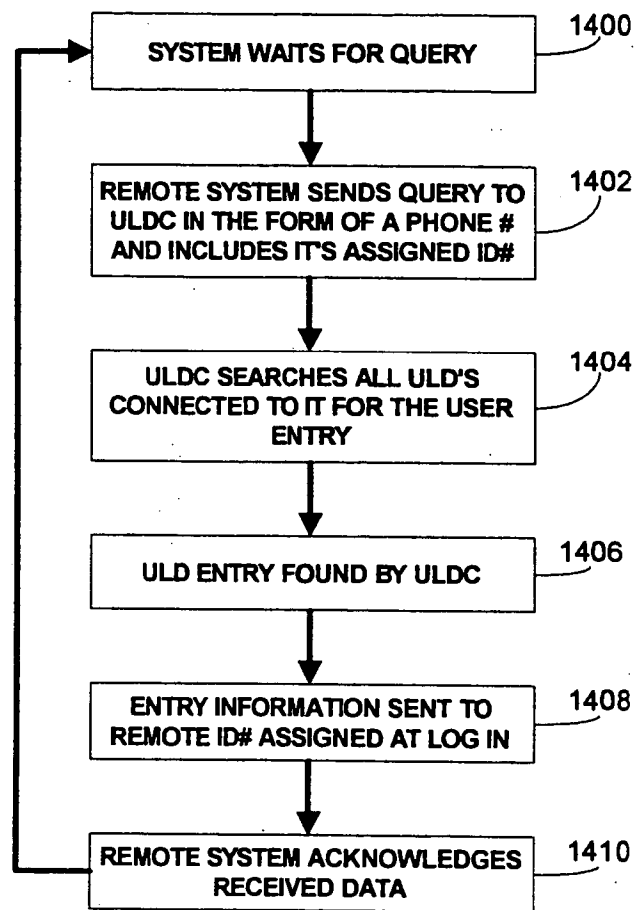 1400
SYSTEM WAITS FOR QUERY
1402
REMOTE SYSTEM SENDS QUERY TO
ULDC IN THE FORM OF A PHONE #
AND INCLUDES IT'S ASSIGNED ID#
1404
ULDC SEARCHES ALL ULD'S
CONNECTED TO IT FOR THE USER
ENTRY
1406
ULD ENTRY FOUND BY ULDC
1408
ENTRY INFORMATION SENT TO
REMOTE ID# ASSIGNED AT LOG IN
1410
REMOTE SYSTEM ACKNOWLEDGES
RECEIVED DATA